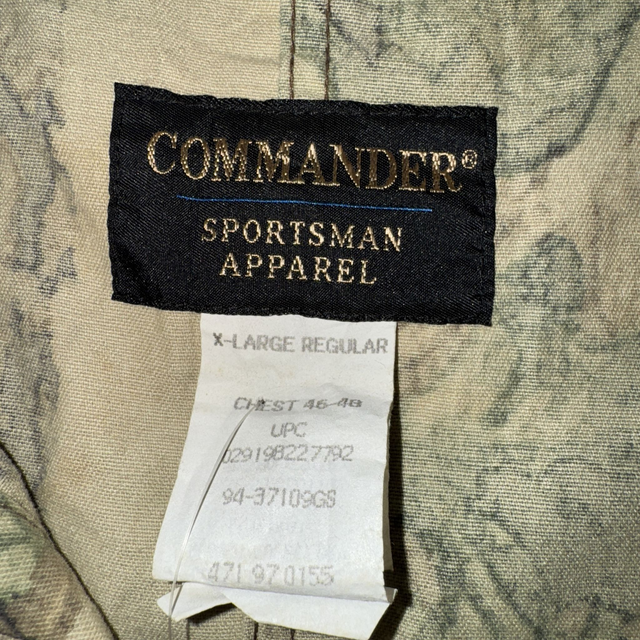 COMMANDER®
SPORTSMAN
APPAREL
X-LARGE REGULAR
CHEST 46-48
UPC
029198227792
94-37109GS
471 97 0155